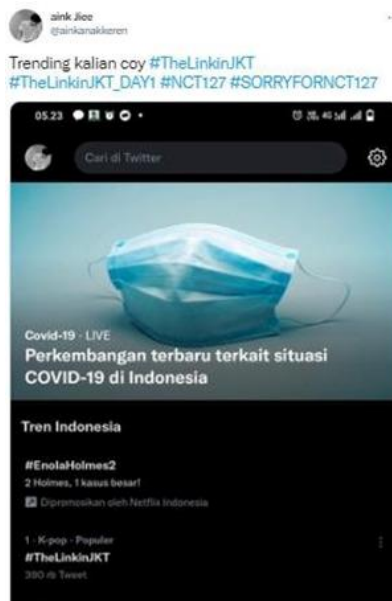 aink Jiee
@ainkanakkeren
Trending kalian coy #TheLinkinJKT
#TheLinkinJKT_DAY1 #NCT127 #SORRYFORNCT127
05.23
Cari di Twitter
Covid-19 · LIVE
Perkembangan terbaru terkait situasi
COVID-19 di Indonesia
Tren Indonesia
#EnolaHolmes2
2 Holmes, 1 kasus besar!
Dipromosikan oleh Netflix Indonesia
1 · K-pop · Populer
#TheLinkinJKT
390 rb Tweet